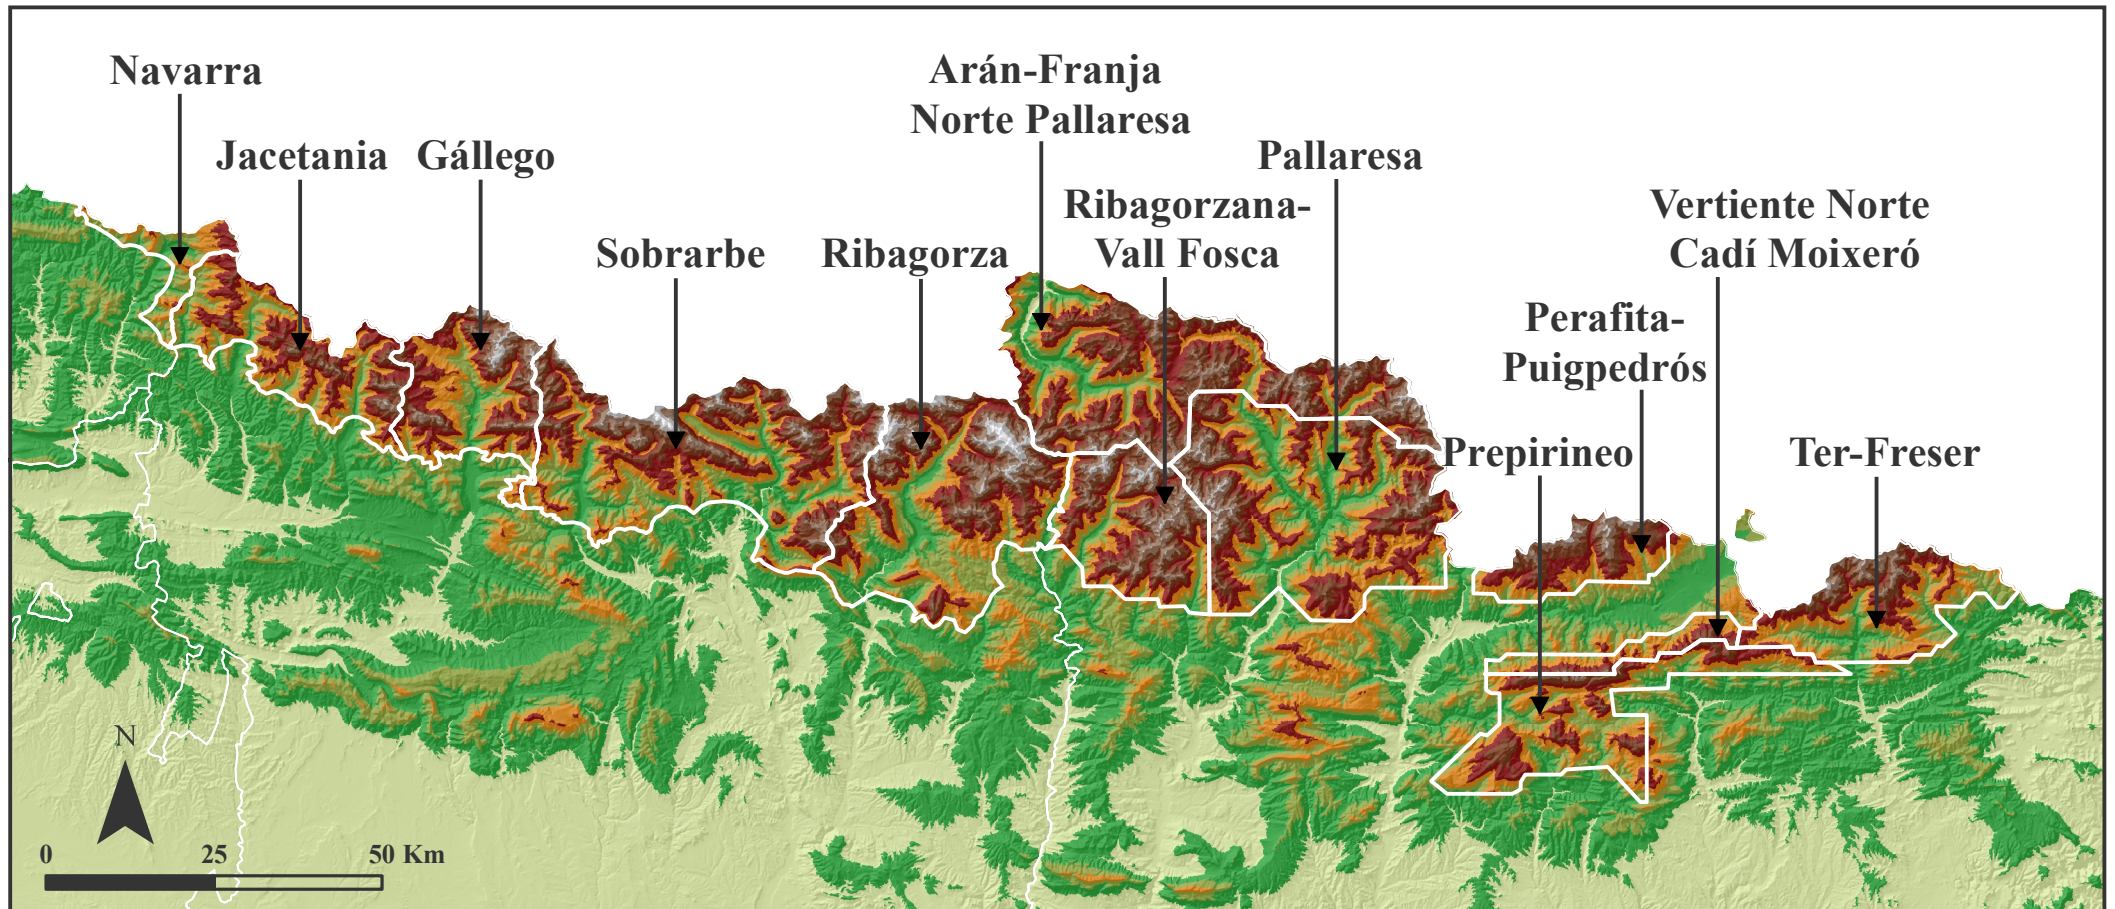 Navarra
Jacetania
Gállego
Sobrarbe
Ribagorza
Arán-Franja
Norte Pallaresa
Ribagorzana-
Vall Fosca
Pallaresa
Vertiente Norte
Cadí Moixeró
Perafita-
Puigpedrós
Prepirineo
Ter-Freser
N
0 25 50 Km